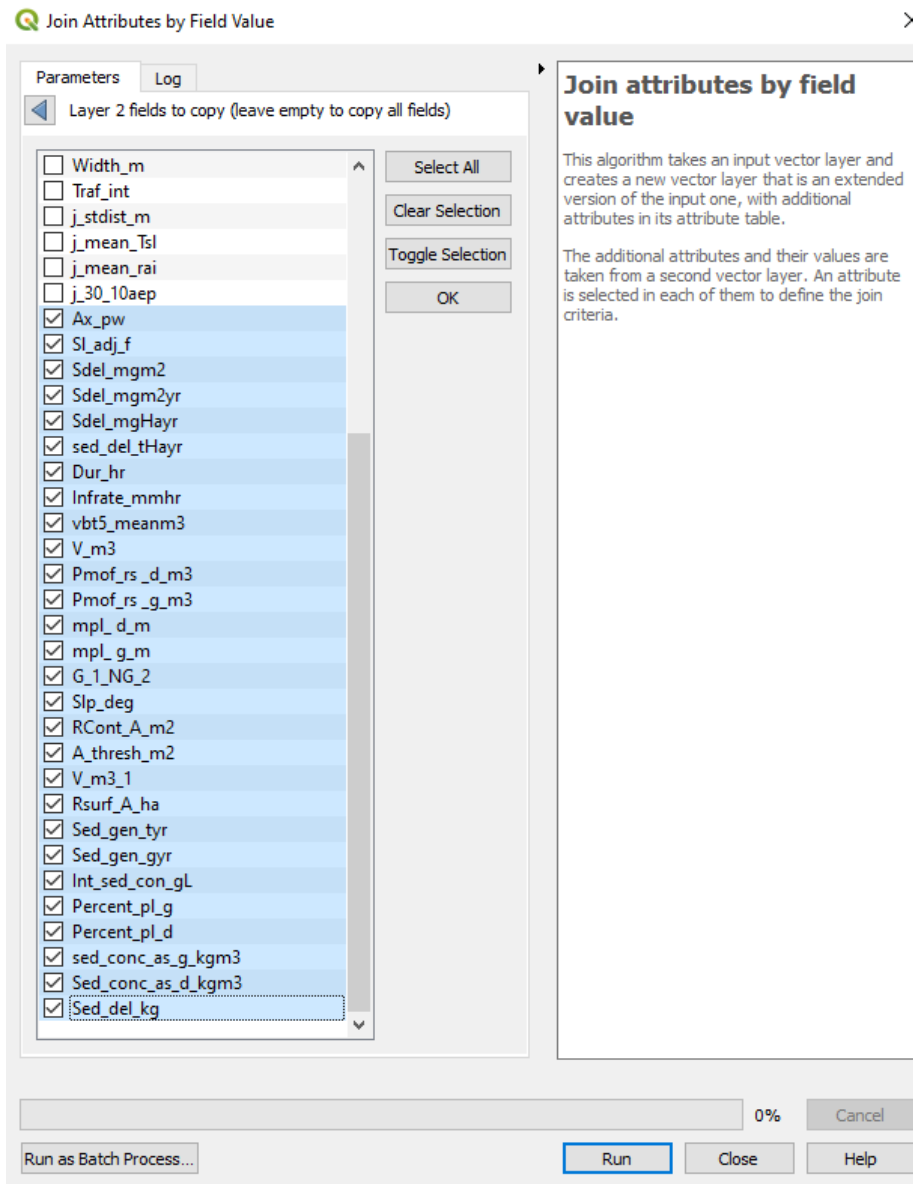 Join Attributes by Field Value
Parameters
Log
Layer 2 fields to copy (leave empty to copy all fields)
Width_m
Traf_int
j_stdist_m
j_mean_Tsl
j_mean_rai
j_30_10aep
Ax_pw
Sl_adj_f
Sdel_mgm2
Sdel_mgm2yr
Sdel_mgHayr
sed_del_tHayr
Dur_hr
Infrate_mmhr
vbt5_meanm3
V_m3
Pmof_rs _d_m3
Pmof_rs _g_m3
mpl_ d_m
mpl_ g_m
G_1_NG_2
Slp_deg
RCont_A_m2
A_thresh_m2
V_m3_1
Rsurf_A_ha
Sed_gen_tyr
Sed_gen_gyr
Int_sed_con_gL
Percent_pl_g
Percent_pl_d
sed_conc_as_g_kgm3
Sed_conc_as_d_kgm3
Sed_del_kg
Select All
Clear Selection
Toggle Selection
OK
Join attributes by field
value
This algorithm takes an input vector layer and
creates a new vector layer that is an extended
version of the input one, with additional
attributes in its attribute table.
The additional attributes and their values are
taken from a second vector layer. An attribute
is selected in each of them to define the join
criteria.
0%
Cancel
Run as Batch Process...
Run
Close
Help